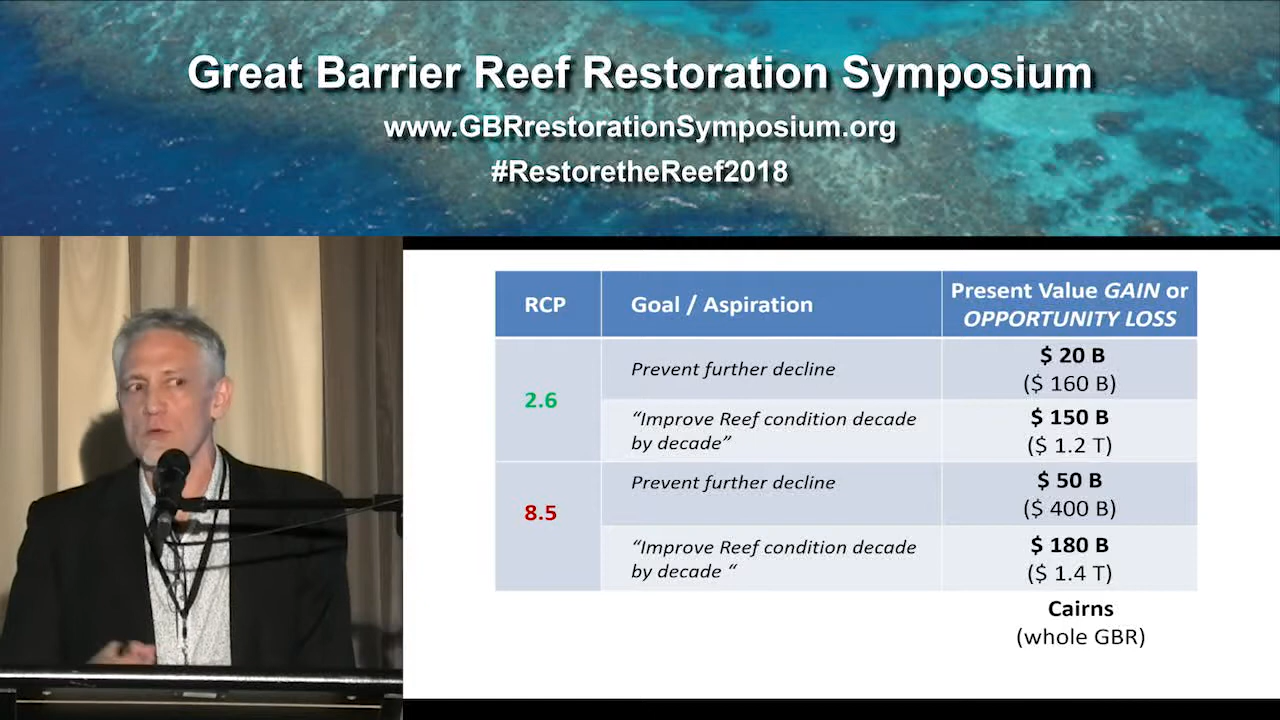 Great Barrier Reef Restoration Symposium
www.GBRrestorationSymposium.org
#RestoretheReef2018
RCP
Goal / Aspiration
Present Value GAIN or
OPPORTUNITY LOSS
2.6
Prevent further decline
$ 20 B
($ 160 B)
“Improve Reef condition decade
by decade”
$ 150 B
($ 1.2 T)
8.5
Prevent further decline
$ 50 B
($ 400 B)
“Improve Reef condition decade
by decade “
$ 180 B
($ 1.4 T)
Cairns
(whole GBR)